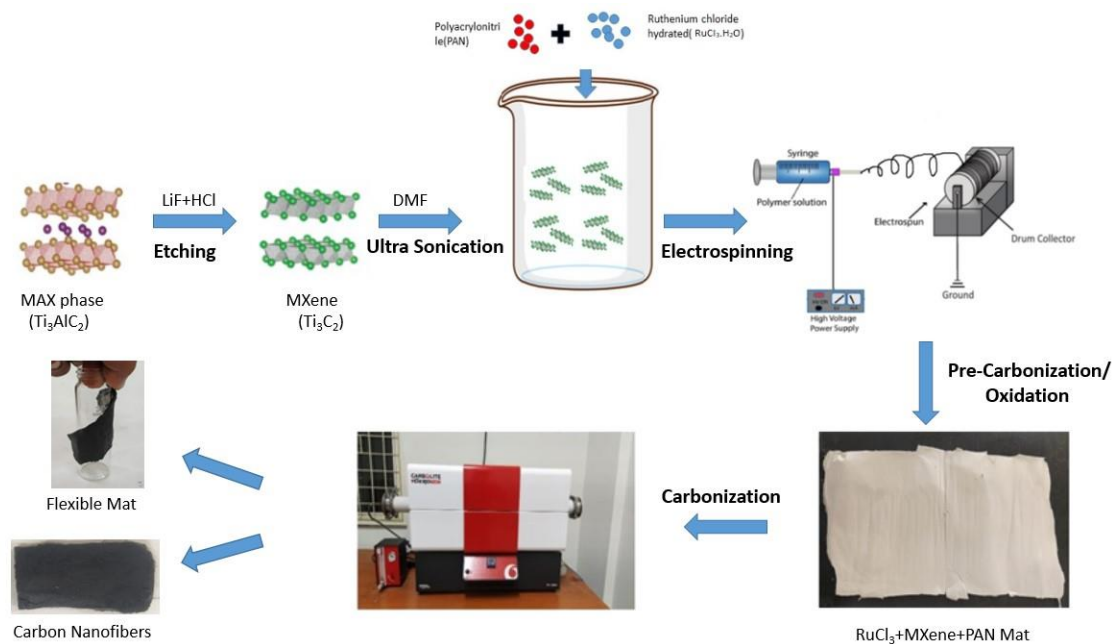 Polyacrylonitri
le(PAN)
Ruthenium chloride
hydrated( RuCl₃.H₂O)
LiF+HCl
Etching
DMF
Ultra Sonication
Electrospinning
Syringe
Polymer solution
Electrospun
Drum Collector
Ground
High Voltage
Power Supply
MAX phase
(Ti₃AlC₂)
MXene
(Ti₃C₂)
Pre-Carbonization/
Oxidation
Flexible Mat
CARBOLITE
Carbonization
Carbon Nanofibers
RuCl₃+MXene+PAN Mat